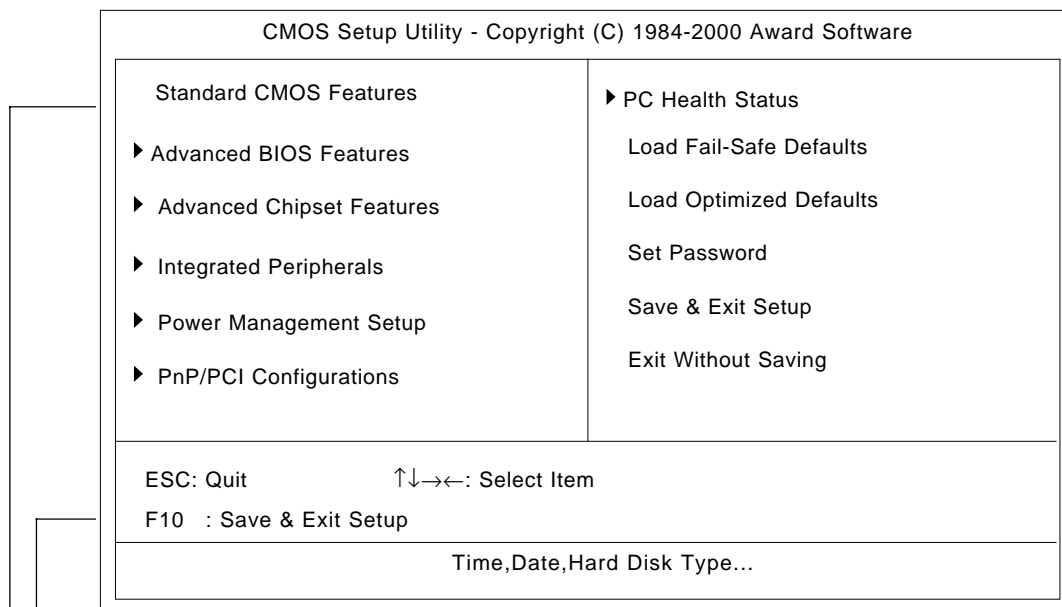 CMOS Setup Utility - Copyright (C) 1984-2000 Award Software
Standard CMOS Features
Advanced BIOS Features
Advanced Chipset Features
Integrated Peripherals
Power Management Setup
PnP/PCI Configurations
PC Health Status
Load Fail-Safe Defaults
Load Optimized Defaults
Set Password
Save & Exit Setup
Exit Without Saving
ESC: Quit ↑↓→←: Select Item
F10 : Save & Exit Setup
Time,Date,Hard Disk Type...